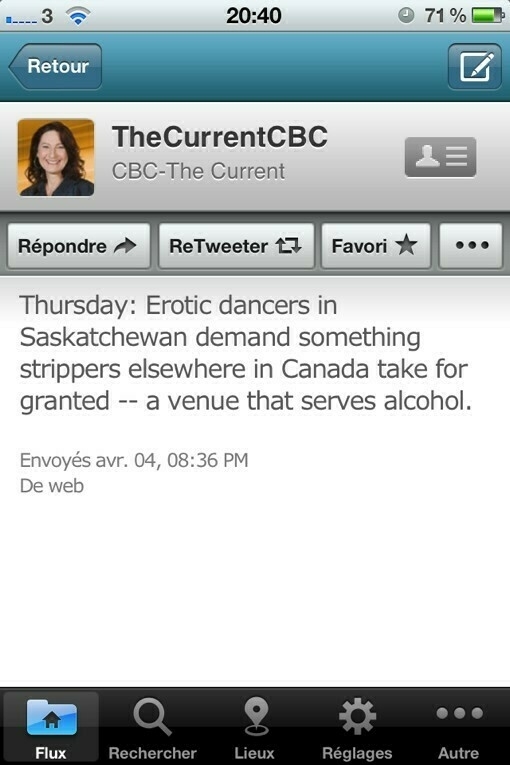 3 20:40 71 %
Retour
TheCurrentCBC
CBC-The Current
Répondre ReTweeter Favori
Thursday: Erotic dancers in
Saskatchewan demand something
strippers elsewhere in Canada take for
granted -- a venue that serves alcohol.
Envoyés avr. 04, 08:36 PM
De web
Flux Rechercher Lieux Réglages Autre